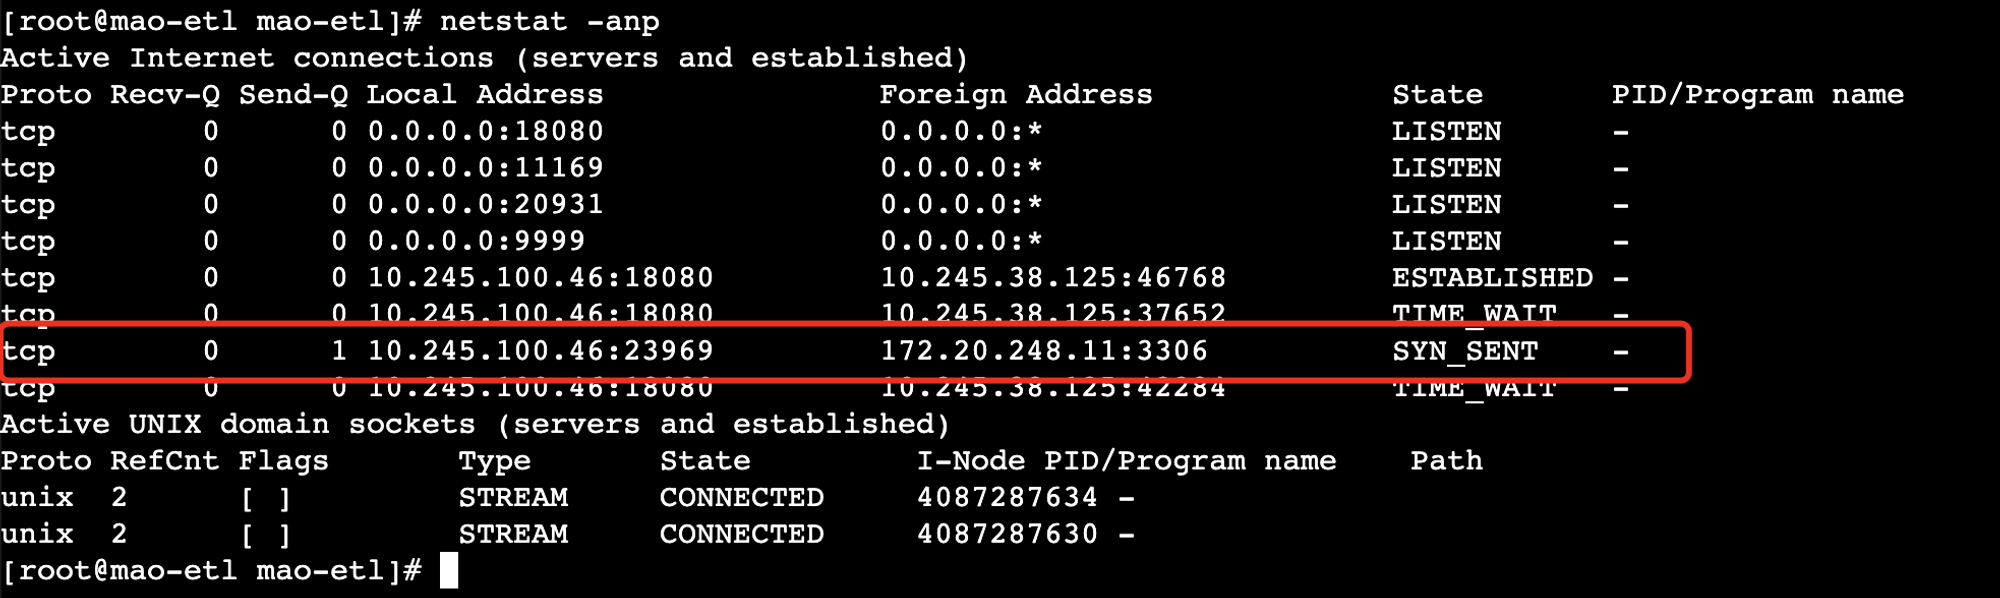 [root@mao-etl mao-etl]# netstat -anp
Active Internet connections (servers and established)
Proto Recv-Q Send-Q Local Address Foreign Address State PID/Program name
tcp 0 0 0.0.0.0:18080 0.0.0.0:* LISTEN -
tcp 0 0 0.0.0.0:11169 0.0.0.0:* LISTEN -
tcp 0 0 0.0.0.0:20931 0.0.0.0:* LISTEN -
tcp 0 0 0.0.0.0:9999 0.0.0.0:* LISTEN -
tcp 0 0 10.245.100.46:18080 10.245.38.125:46768 ESTABLISHED -
tcp 0 0 10.245.100.46:18080 10.245.38.125:37652 TIME_WAIT -
tcp 0 1 10.245.100.46:23969 172.20.248.11:3306 SYN_SENT -
tcp 0 0 10.245.100.46:18080 10.245.38.125:42284 TIME_WAIT -
Active UNIX domain sockets (servers and established)
Proto RefCnt Flags Type State I-Node PID/Program name Path
unix 2 [ ] STREAM CONNECTED 4087287634 -
unix 2 [ ] STREAM CONNECTED 4087287630 -
[root@mao-etl mao-etl]#